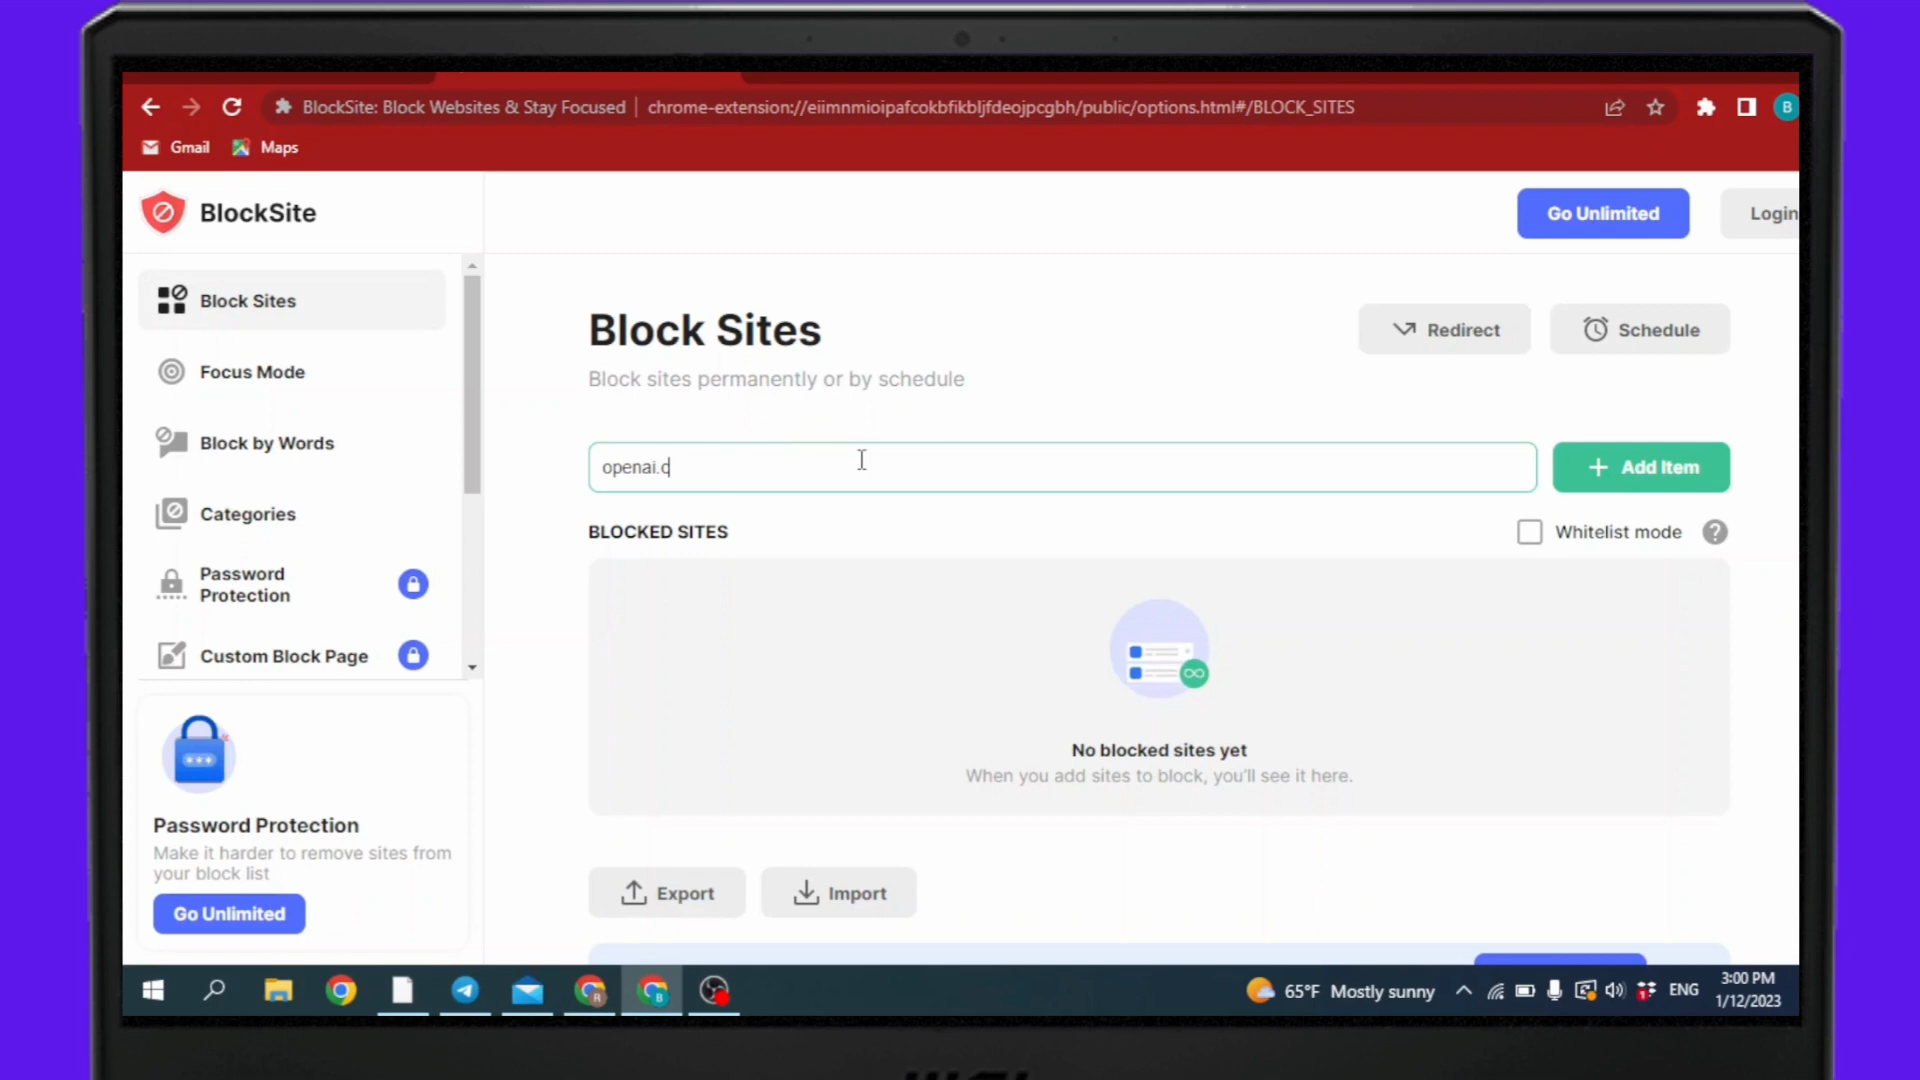 BlockSite: Block Websites & Stay Focused | chrome-extension://eiimnmioipafcokbfikbljfdeojpcgbh/public/options.html#/BLOCK_SITES
B
Gmail Maps
BlockSite
Go Unlimited
Login
Block Sites
Focus Mode
Block by Words
Categories
Password
Protection
Custom Block Page
Password Protection
Make it harder to remove sites from
your block list
Go Unlimited
Block Sites
Redirect
Schedule
Block sites permanently or by schedule
openai.c
+ Add Item
BLOCKED SITES
Whitelist mode ?
No blocked sites yet
When you add sites to block, you'll see it here.
Export
Import
R
B
65°F Mostly sunny
1
ENG
3:00 PM
1/12/2023